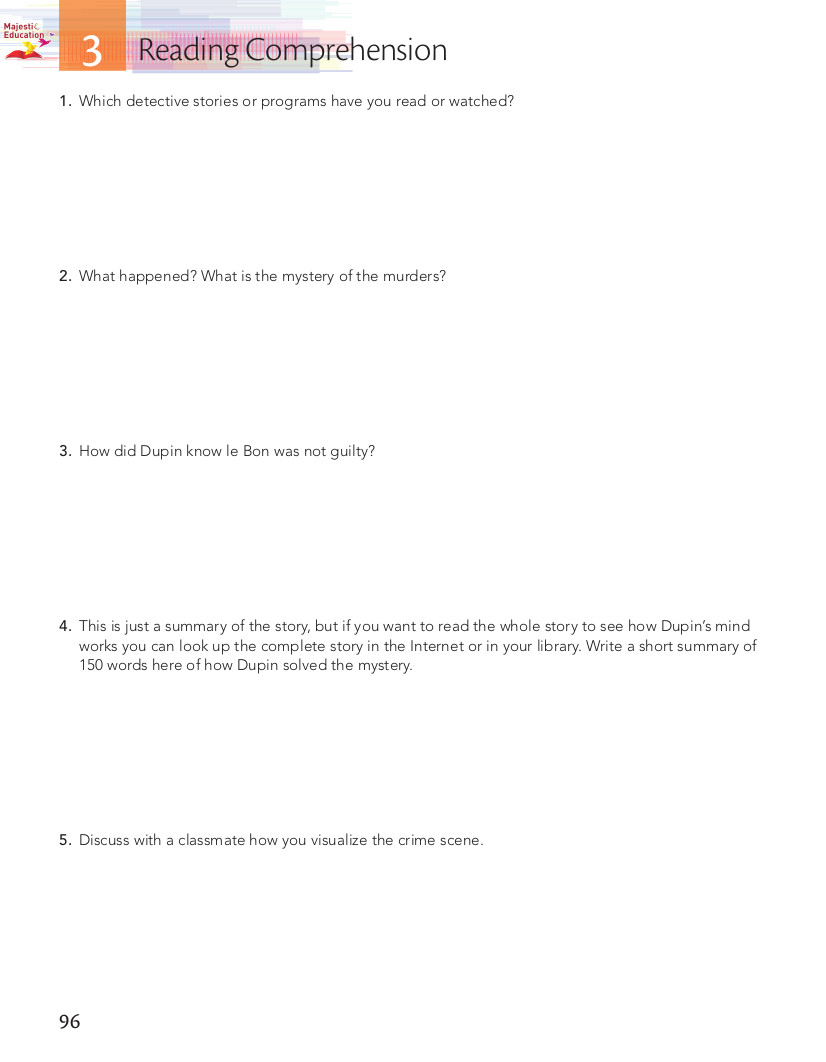 Majestic
Education
3 Reading Comprehension
1. Which detective stories or programs have you read or watched?
2. What happened? What is the mystery of the murders?
3. How did Dupin know le Bon was not guilty?
4. This is just a summary of the story, but if you want to read the whole story to see how Dupin's mind
works you can look up the complete story in the Internet or in your library. Write a short summary of
150 words here of how Dupin solved the mystery.
5. Discuss with a classmate how you visualize the crime scene.
96